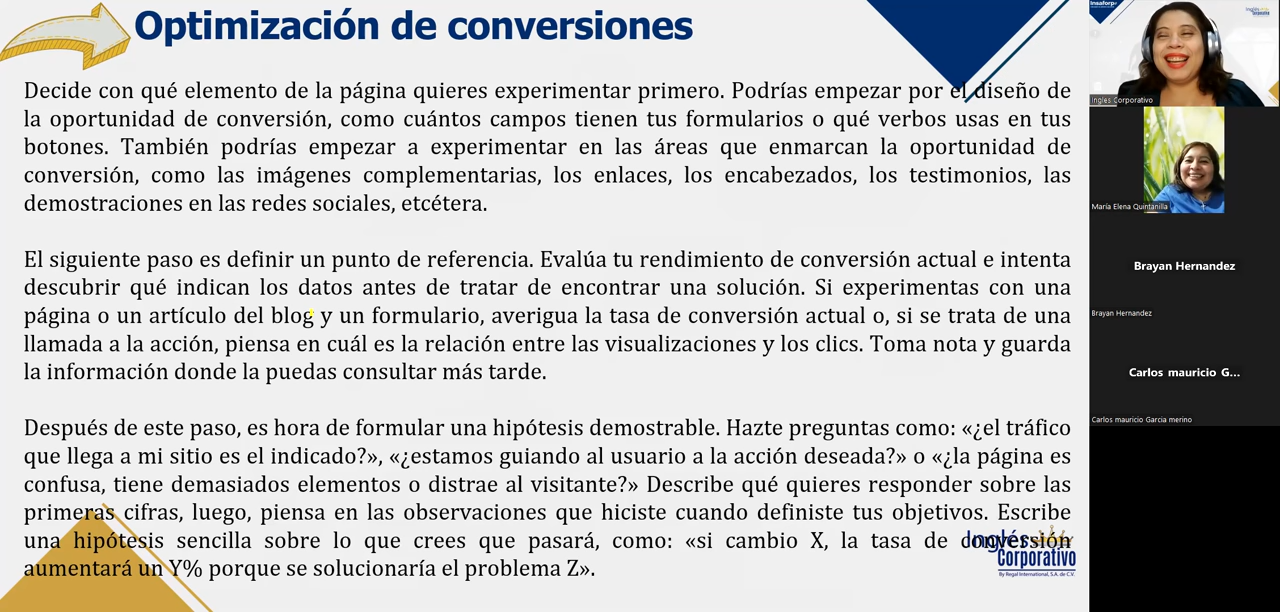 Optimización de conversiones
Decide con qué elemento de la página quieres experimentar primero. Podrías empezar por el diseño de
la oportunidad de conversión, como cuántos campos tienen tus formularios o qué verbos usas en tus
botones. También podrías empezar a experimentar en las áreas que enmarcan la oportunidad de
conversión, como las imágenes complementarias, los enlaces, los encabezados, los testimonios, las
demostraciones en las redes sociales, etcétera.
El siguiente paso es definir un punto de referencia. Evalúa tu rendimiento de conversión actual e intenta
descubrir qué indican los datos antes de tratar de encontrar una solución. Si experimentas con una
página o un artículo del blog y un formulario, averigua la tasa de conversión actual o, si se trata de una
llamada a la acción, piensa en cuál es la relación entre las visualizaciones y los clics. Toma nota y guarda
la información donde la puedas consultar más tarde.
Después de este paso, es hora de formular una hipótesis demostrable. Hazte preguntas como: «¿el tráfico
que llega a mi sitio es el indicado?», «¿estamos guiando al usuario a la acción deseada?» o «¿la página es
confusa, tiene demasiados elementos o distrae al visitante?» Describe qué quieres responder sobre las
primeras cifras, luego, piensa en las observaciones que hiciste cuando definiste tus objetivos. Escribe
una hipótesis sencilla sobre lo que crees que pasará, como: «si cambio X, la tasa de conversión
aumentará un Y% porque se solucionaría el problema Z».
Inglés
Corporativo
By Regal International, S.A. de C.V.
Insaforp
Ingles Corporativo
María Elena Quintanilla
Brayan Hernandez
Brayan Hernandez
Carlos mauricio G...
Carlos mauricio Garcia merino